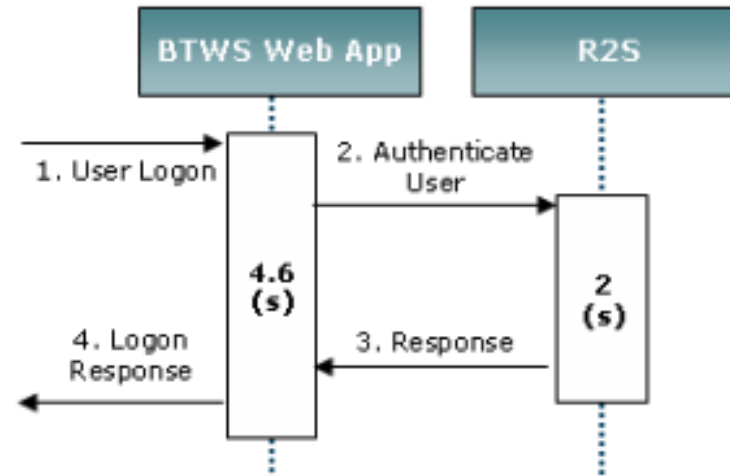 BTWS Web App
R2S
1. User Logon
2. Authenticate
User
4.6
(s)
2
(s)
3. Response
4. Logon
Response